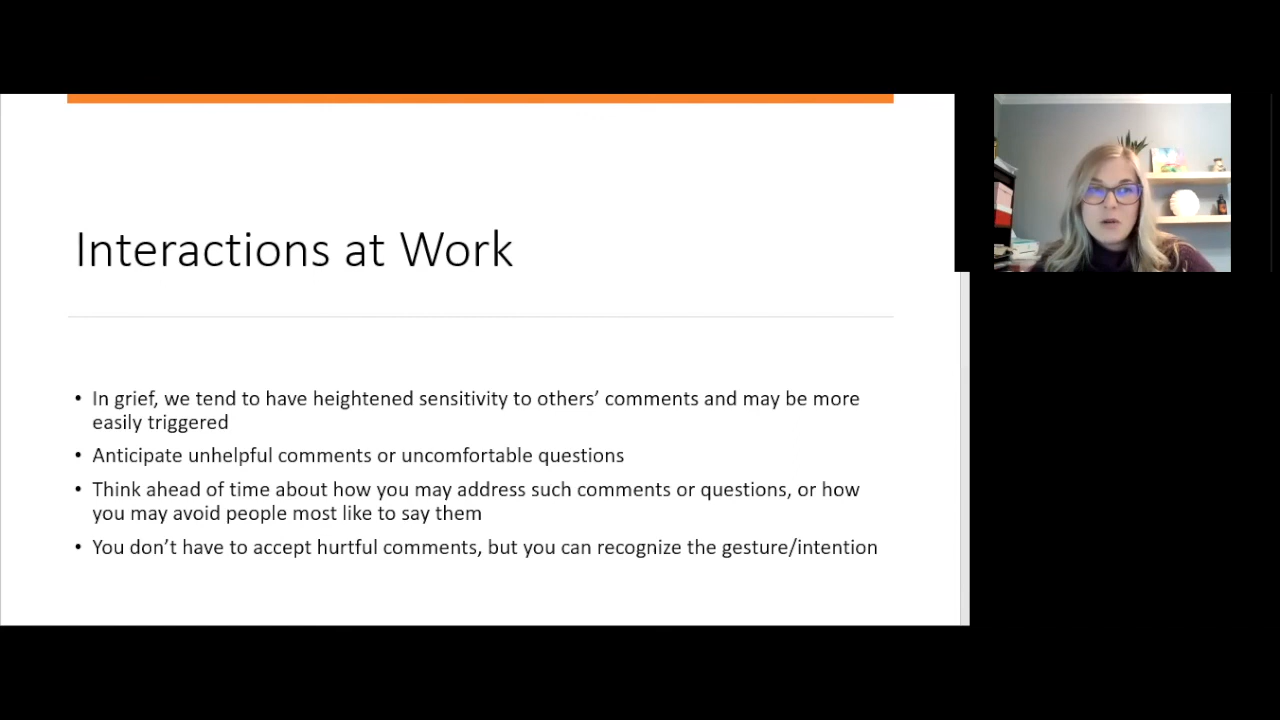 Interactions at Work
• In grief, we tend to have heightened sensitivity to others’ comments and may be more
easily triggered
• Anticipate unhelpful comments or uncomfortable questions
• Think ahead of time about how you may address such comments or questions, or how
you may avoid people most like to say them
• You don’t have to accept hurtful comments, but you can recognize the gesture/intention